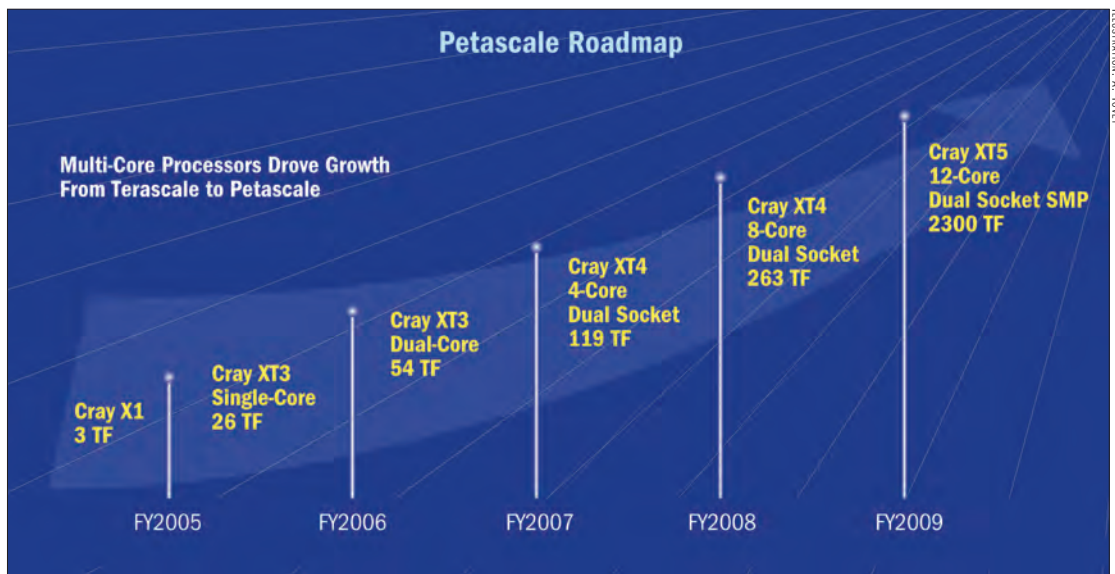 Petascale Roadmap
Multi-Core Processors Drove Growth
From Terascale to Petascale
Cray X1
3 TF
Cray XT3
Single-Core
26 TF
Cray XT3
Dual-Core
54 TF
Cray XT4
4-Core
Dual Socket
119 TF
Cray XT4
8-Core
Dual Socket
263 TF
Cray XT5
12-Core
Dual Socket SMP
2300 TF
FY2005
FY2006
FY2007
FY2008
FY2009